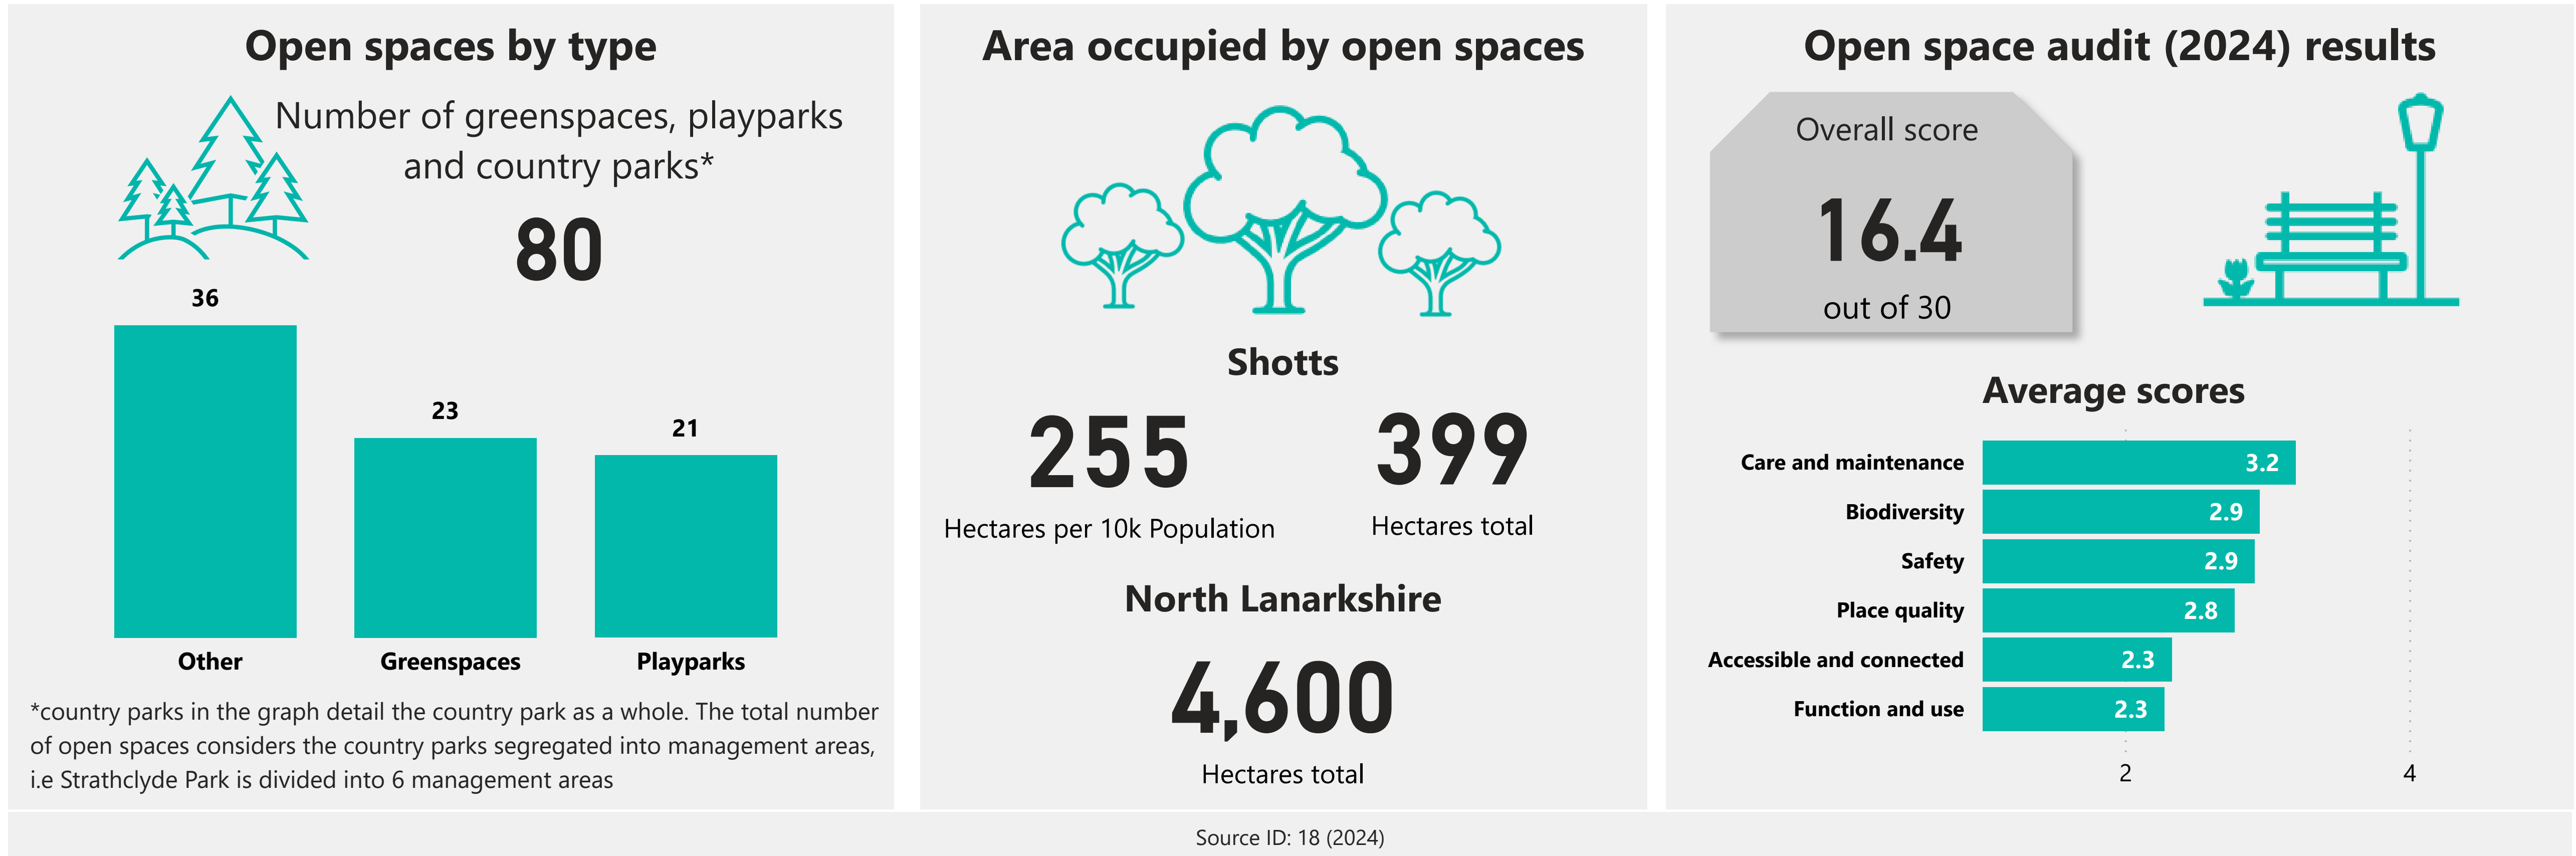 Open spaces by type
Number of greenspaces, playparks
and country parks*
80
36
23
21
Other
Greenspaces
Playparks
*country parks in the graph detail the country park as a whole. The total number
of open spaces considers the country parks segregated into management areas,
i.e Strathclyde Park is divided into 6 management areas
Area occupied by open spaces
Shotts
255
Hectares per 10k Population
399
Hectares total
North Lanarkshire
4,600
Hectares total
Open space audit (2024) results
Overall score
16.4
out of 30
Average scores
Care and maintenance 3.2
Biodiversity 2.9
Safety 2.9
Place quality 2.8
Accessible and connected 2.3
Function and use 2.3
2 4
Source ID: 18 (2024)